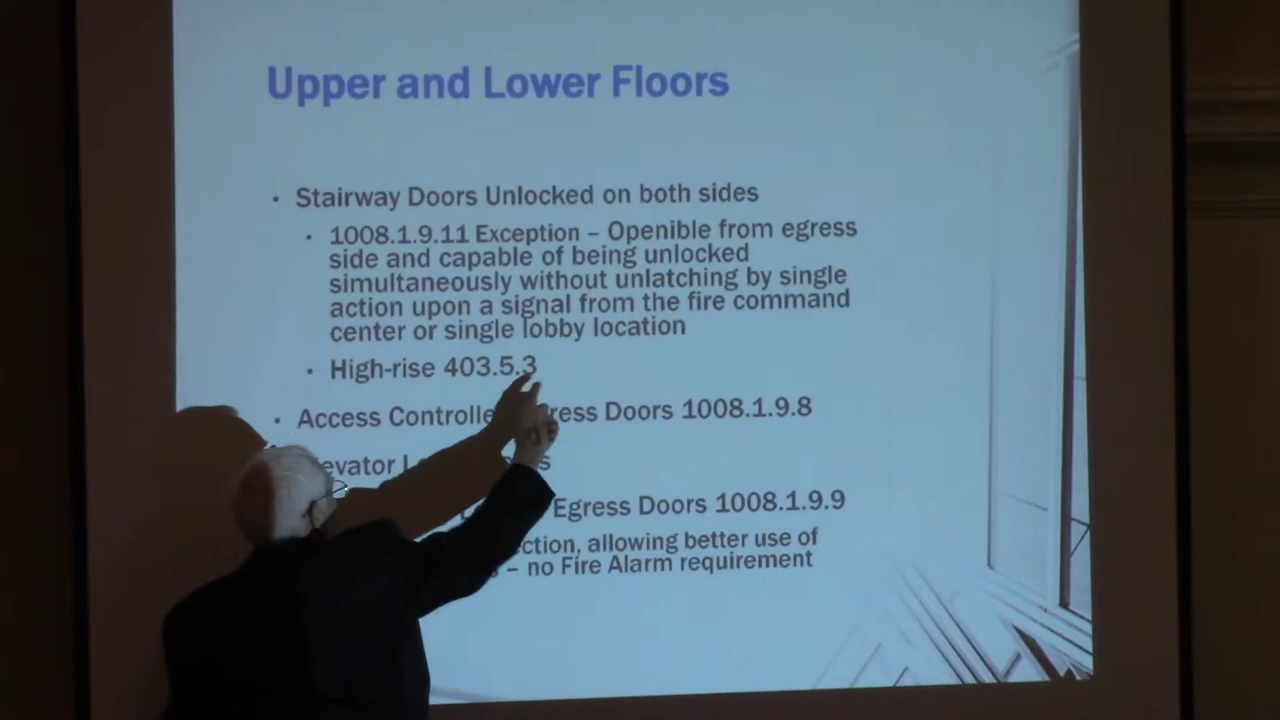 Upper and Lower Floors
• Stairway Doors Unlocked on both sides
• 1008.1.9.11 Exception – Openible from egress
side and capable of being unlocked
simultaneously without unlatching by single
action upon a signal from the fire command
center or single lobby location
• High-rise 403.5.3
• Access Doors 1008.1.9.8
Egress Doors 1008.1.9.9
allowing better use of
– no Fire Alarm requirement